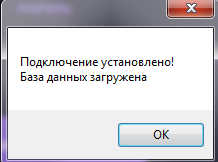 Подключение установлено!
База данных загружена
OK